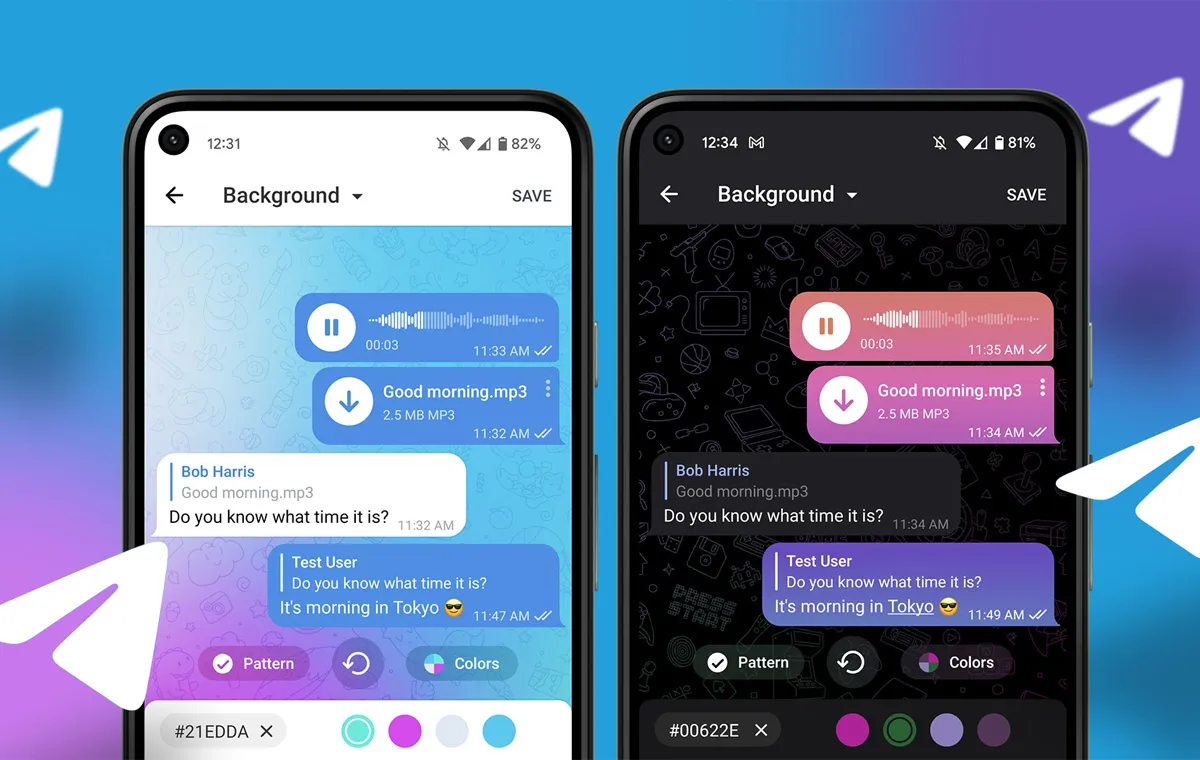 12:31
82%
Background
SAVE
00:03
11:33 AM
Good morning.mp3
2.5 MB MP3
11:32 AM
Bob Harris
Good morning.mp3
Do you know what time it is?
11:32 AM
Test User
Do you know what time it is?
It's morning in Tokyo 😎
11:47 AM
Pattern
Colors
#21EDDA
12:34
81%
Background
SAVE
GAME
00:03
11:35 AM
Good morning.mp3
2.5 MB MP3
11:34 AM
Bob Harris
Good morning.mp3
Do you know what time it is?
11:34 AM
Test User
Do you know what time it is?
It's morning in Tokyo 😎
11:49 AM
PRESS
START
Pattern
Colors
#00622E